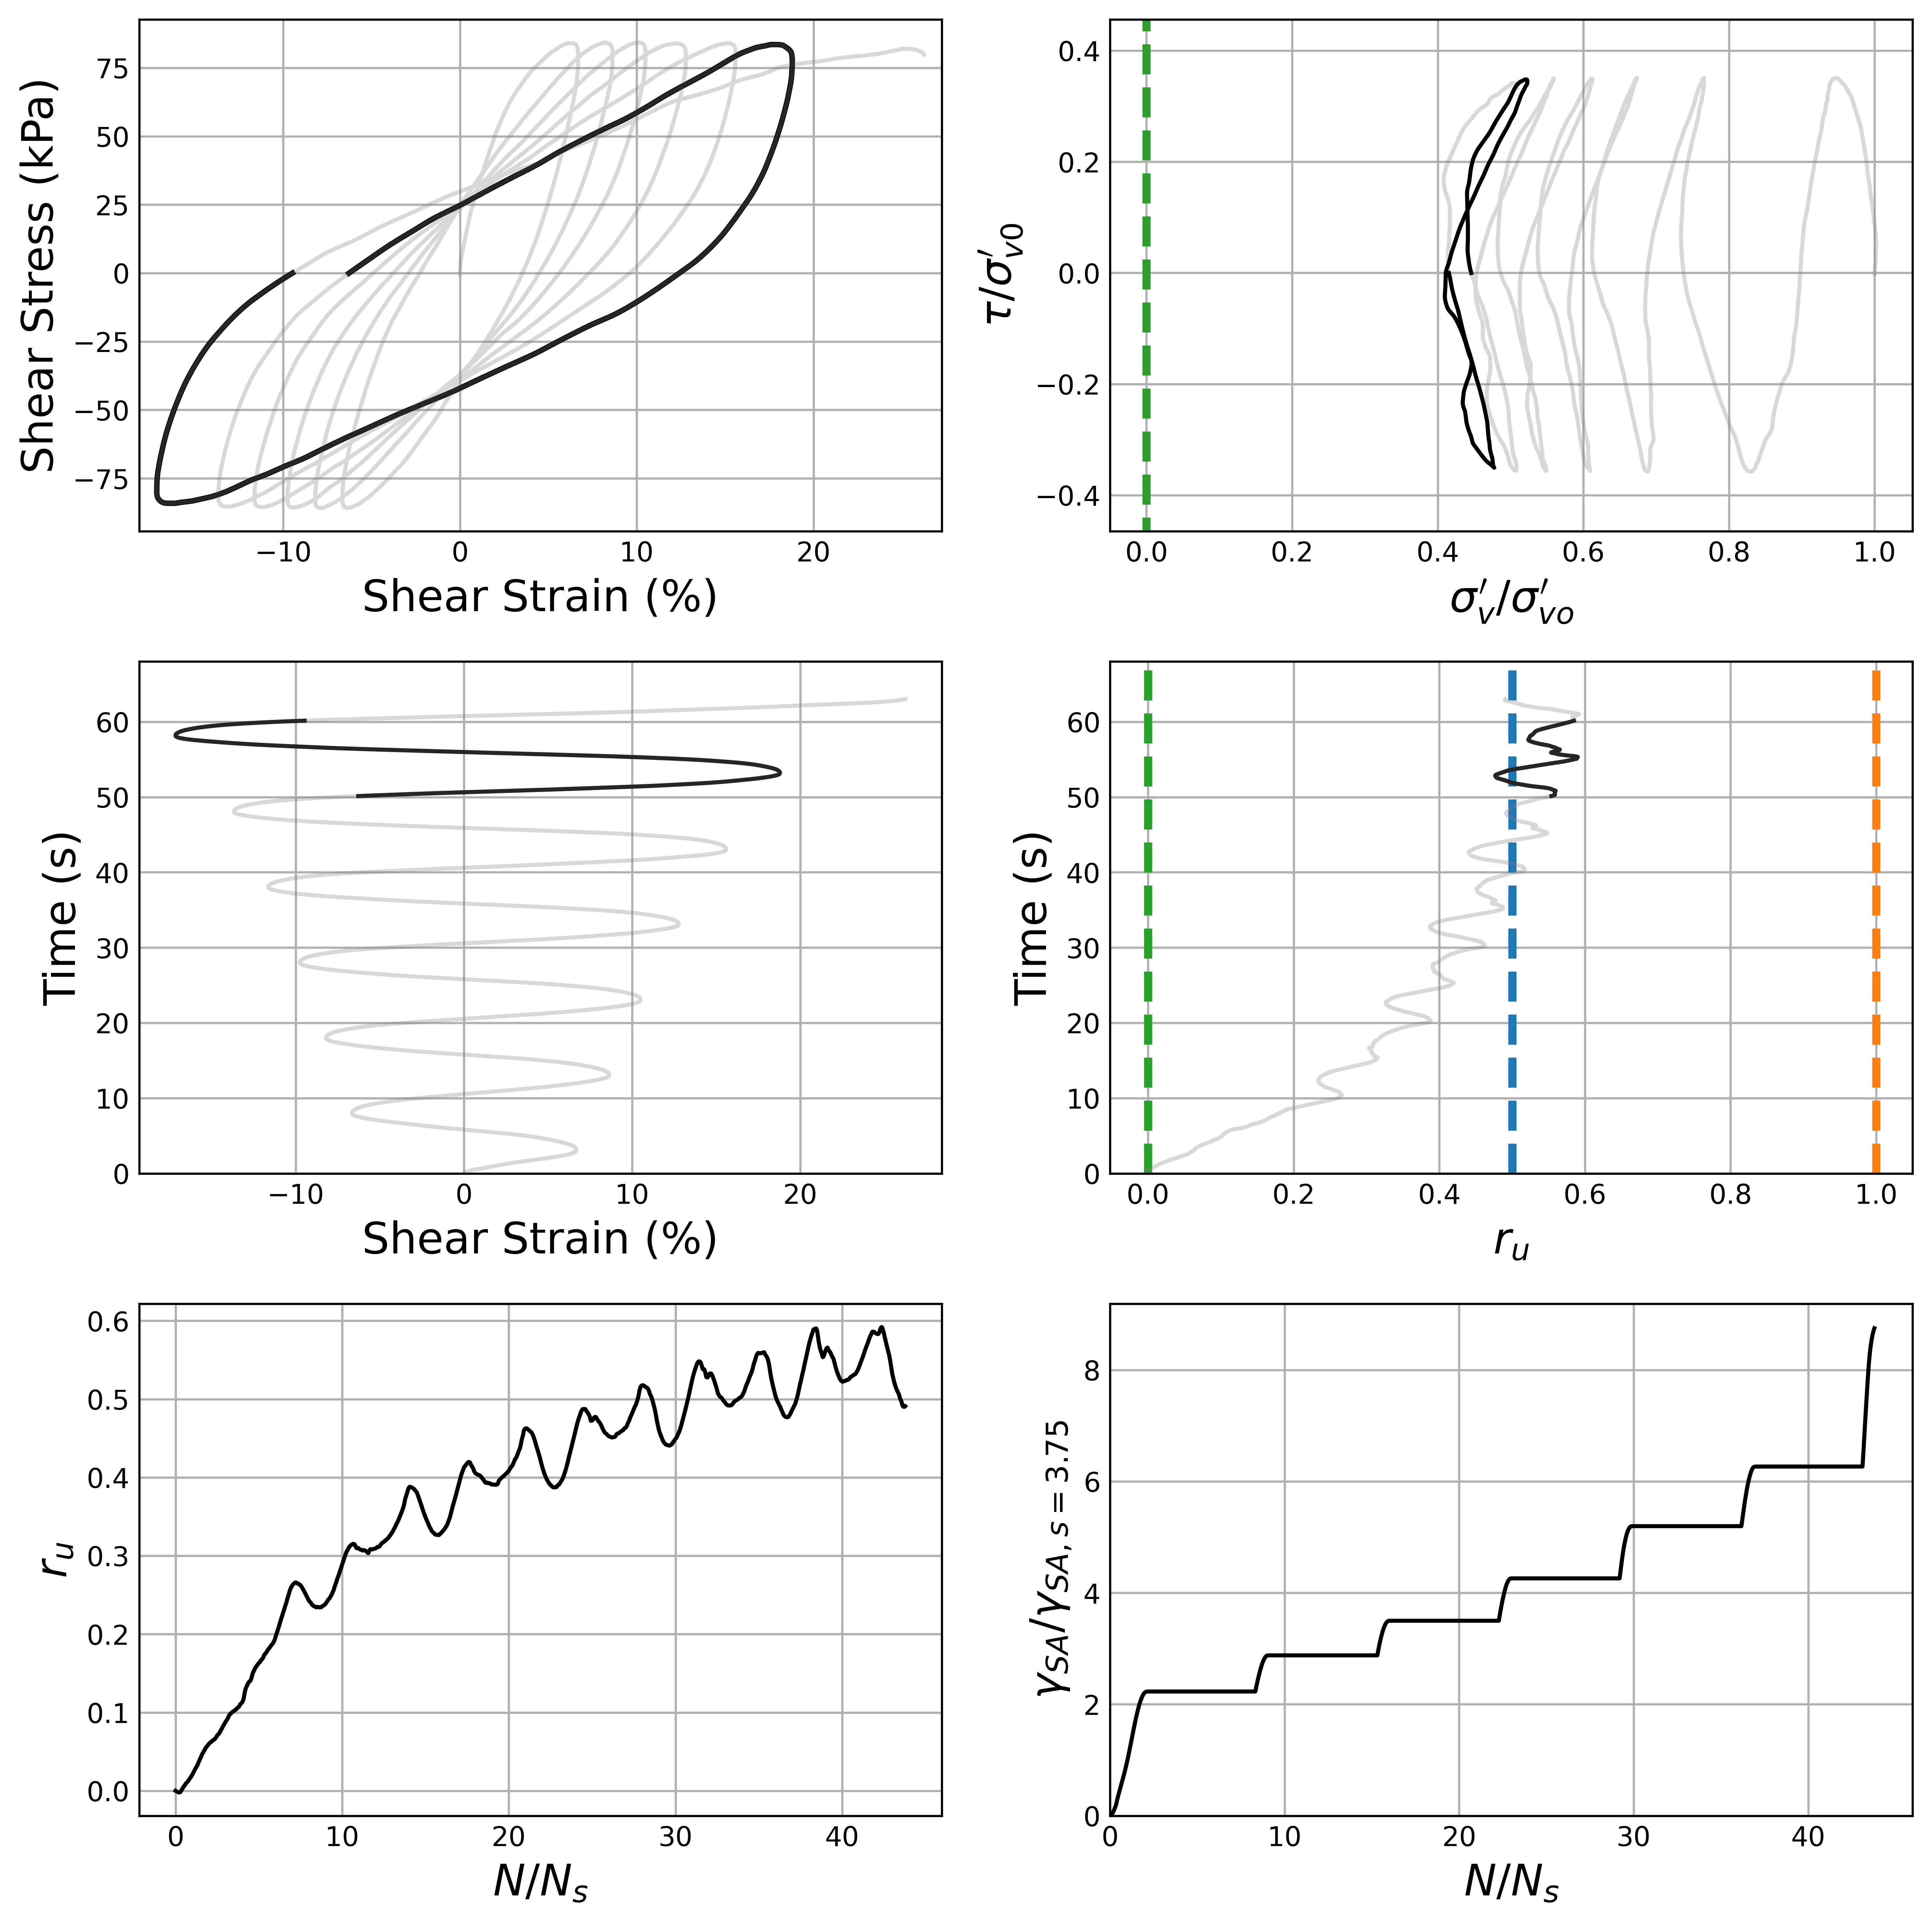 Shear Stress (kPa)
75
50
25
0
−25
−50
−75
−10 0 10 20
Shear Strain (%)
τ/σ′v0
0.4
0.2
0.0
−0.2
−0.4
0.0 0.2 0.4 0.6 0.8 1.0
σ′v/σ′vo
Time (s)
60
50
40
30
20
10
0
−10 0 10 20
Shear Strain (%)
Time (s)
60
50
40
30
20
10
0
0.0 0.2 0.4 0.6 0.8 1.0
ru
ru
0.6
0.5
0.4
0.3
0.2
0.1
0.0
0 10 20 30 40
N/Ns
γSA/γSA, s = 3.75
8
6
4
2
0
0 10 20 30 40
N/Ns